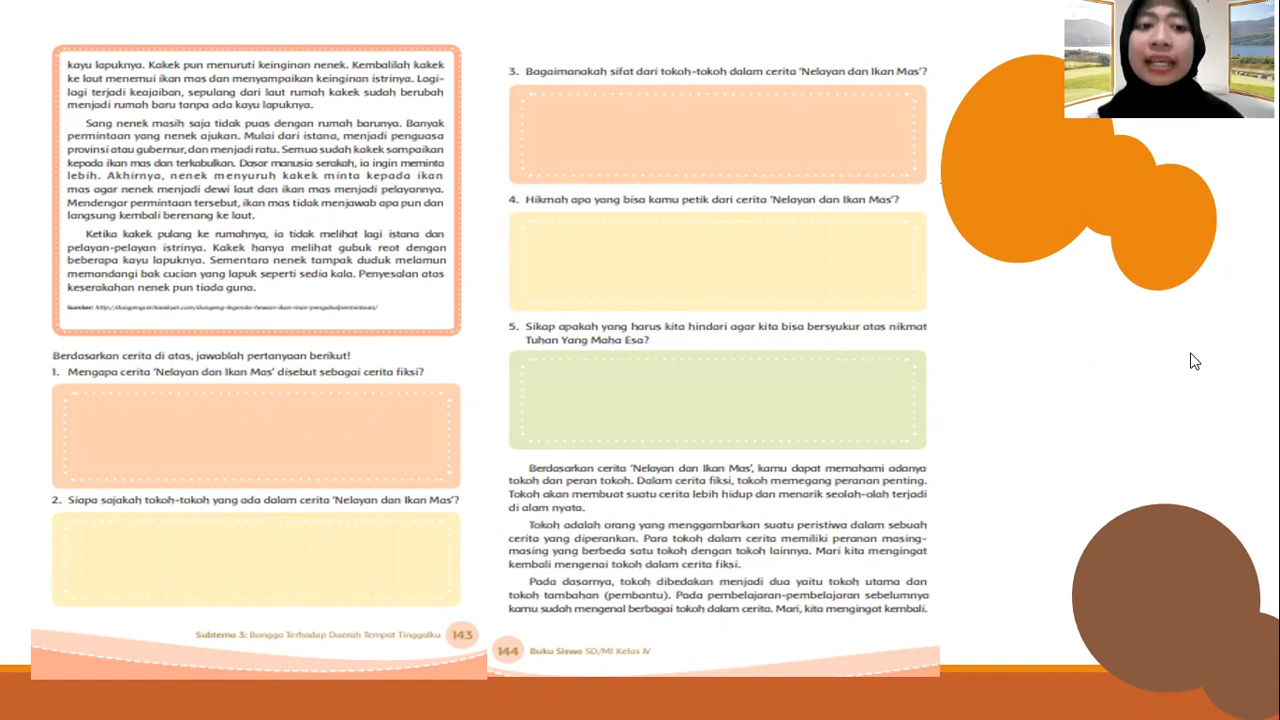 kayu lapuknya. Kakek pun menuruti keinginan nenek. Kembalilah kakek
ke laut menemui ikan mas dan menyampaikan keinginan istrinya. Lagi-
lagi terjadi keajaiban, sepulang dari laut rumah kakek sudah berubah
menjadi rumah baru tanpa ada kayu lapuknya.
Sang nenek masih saja tidak puas dengan rumah barunya. Banyak
permintaan yang nenek ajukan. Mulai dari istana, menjadi penguasa
provinsi atau gubernur, dan menjadi ratu. Semua sudah kakek sampaikan
kepada ikan mas dan terkabulkan. Dasar manusia serakah, ia ingin meminta
lebih. Akhirnya, nenek menyuruh kakek minta kepada ikan
mas agar nenek menjadi dewi laut dan ikan mas menjadi pelayannya.
Mendengar permintaan tersebut, ikan mas tidak menjawab apa pun dan
langsung kembali berenang ke laut.
Ketika kakek pulang ke rumahnya, ia tidak melihat lagi istana dan
pelayan-pelayan istrinya. Kakek hanya melihat gubuk reot dengan
beberapa kayu lapuknya. Sementara nenek tampak duduk melamun
memandangi bak cucian yang lapuk seperti sedia kala. Penyesalan atas
keserakahan nenek pun tiada guna.
Sumber:
Berdasarkan cerita di atas, jawablah pertanyaan berikut!
1. Mengapa cerita 'Nelayan dan Ikan Mas' disebut sebagai cerita fiksi?
2. Siapa sajakah tokoh-tokoh yang ada dalam cerita 'Nelayan dan Ikan Mas'?
Subtema 3: Bangga Terhadap Daerah Tempat Tinggalku 143
3. Bagaimanakah sifat dari tokoh-tokoh dalam cerita 'Nelayan dan Ikan Mas'?
4. Hikmah apa yang bisa kamu petik dari cerita 'Nelayan dan Ikan Mas'?
5. Sikap apakah yang harus kita hindari agar kita bisa bersyukur atas nikmat
Tuhan Yang Maha Esa?
Berdasarkan cerita 'Nelayan dan Ikan Mas', kamu dapat memahami adanya
tokoh dan peran tokoh. Dalam cerita fiksi, tokoh memegang peranan penting.
Tokoh akan membuat suatu cerita lebih hidup dan menarik seolah-olah terjadi
di alam nyata.
Tokoh adalah orang yang menggambarkan suatu peristiwa dalam sebuah
cerita yang diperankan. Para tokoh dalam cerita memiliki peranan masing-
masing yang berbeda satu tokoh dengan tokoh lainnya. Mari kita mengingat
kembali mengenai tokoh dalam cerita fiksi.
Pada dasarnya, tokoh dibedakan menjadi dua yaitu tokoh utama dan
tokoh tambahan (pembantu). Pada pembelajaran-pembelajaran sebelumnya
kamu sudah mengenal berbagai tokoh dalam cerita. Mari, kita mengingat kembali.
144 Buku Siswa SD/MI Kelas IV